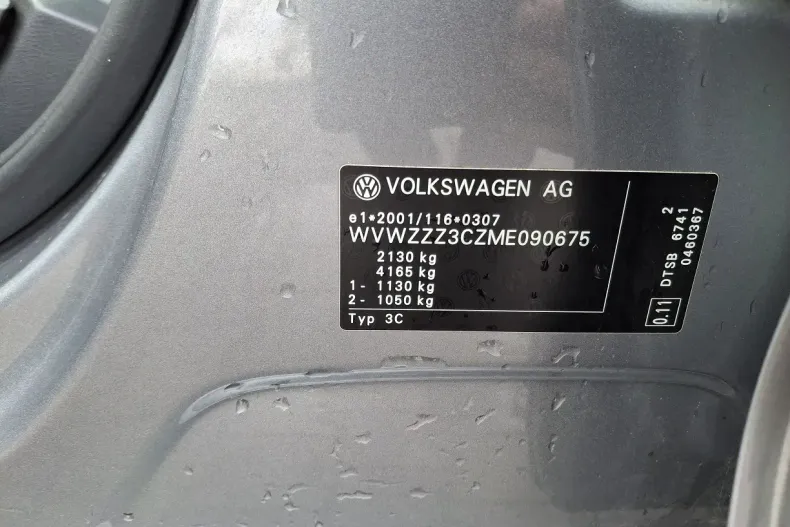 VOLKSWAGEN AG
e1*2001/116*0307
WVWZZZ3CZME090675
2130 kg
4165 kg
1- 1130 kg
2- 1050 kg
Typ 3C
0.11 DTSB 6741 2
0460367